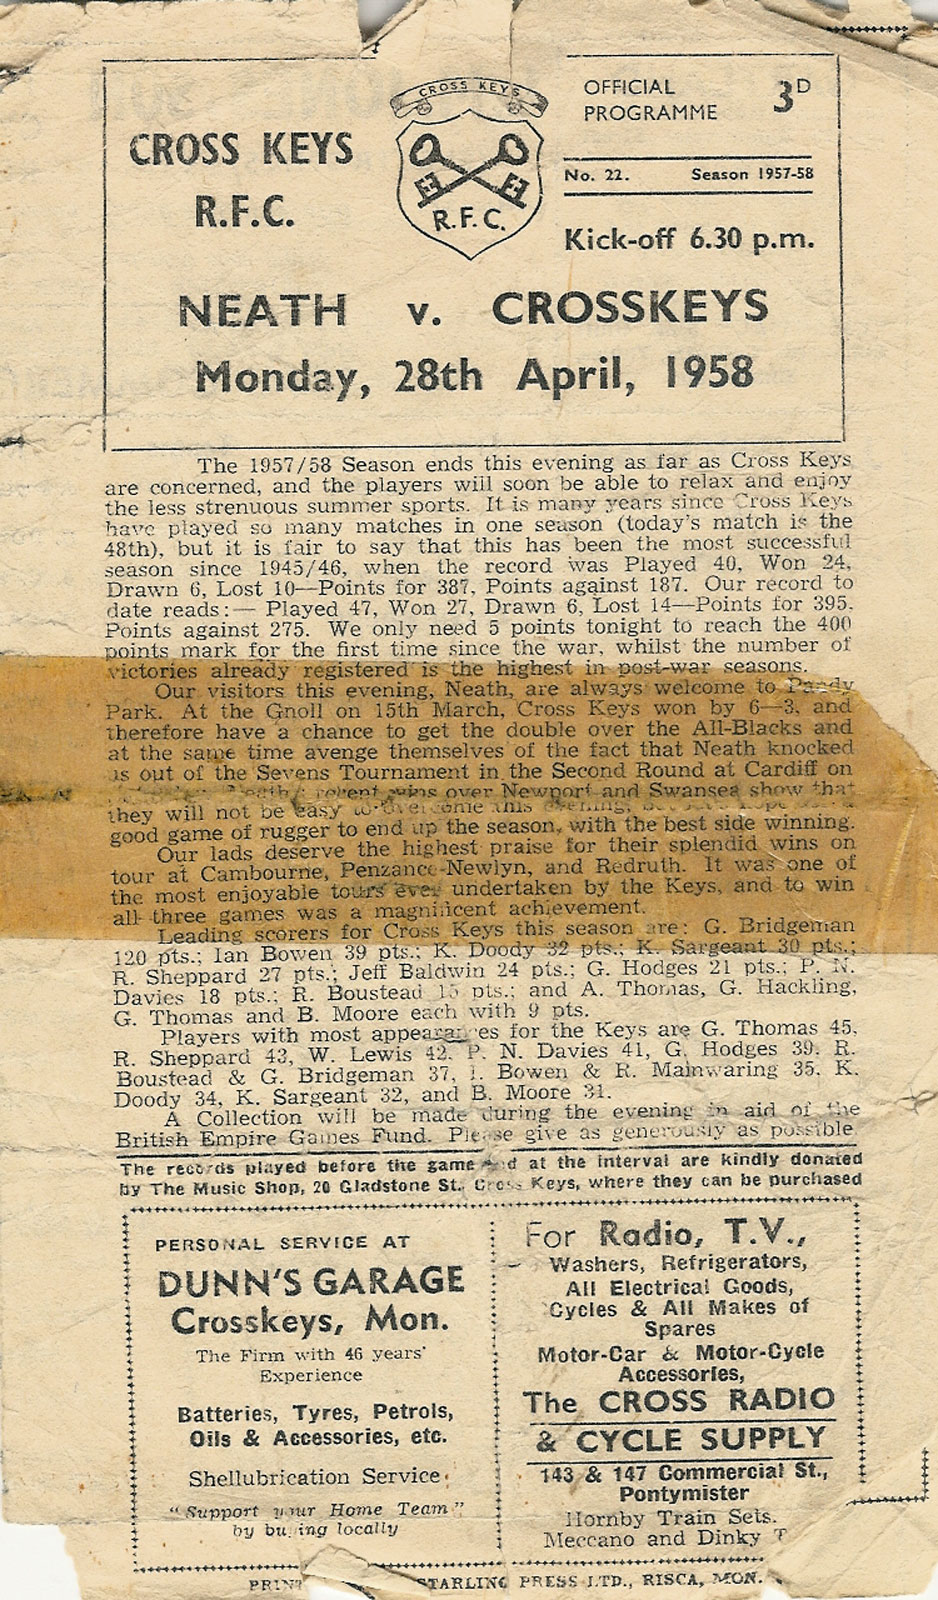 CROSS KEYS
R.F.C.
CROSS KEYS
R.F.C.
OFFICIAL
PROGRAMME
3D
No. 22. Season 1957-58
Kick-off 6.30 p.m.
NEATH v. CROSSKEYS
Monday, 28th April, 1958
The 1957/58 Season ends this evening as far as Cross Keys
are concerned, and the players will soon be able to relax and enjoy
the less strenuous summer sports. It is many years since Cross Keys
have played so many matches in one season (today's match is the
48th), but it is fair to say that this has been the most successful
season since 1945/46, when the record was Played 40, Won 24,
Drawn 6, Lost 10—Points for 387, Points against 187. Our record to
date reads:— Played 47, Won 27, Drawn 6, Lost 14—Points for 395.
Points against 275. We only need 5 points tonight to reach the 400
points mark for the first time since the war, whilst the number of
victories already registered is the highest in post-war seasons.
Our visitors this evening, Neath, are always welcome to Pandy
Park. At the Gnoll on 15th March, Cross Keys won by 6—3, and
therefore have a chance to get the double over the All-Blacks and
at the same time avenge themselves of the fact that Neath knocked
us out of the Sevens Tournament in the Second Round at Cardiff on
recent wins over Newport and Swansea show that
they will not be easy to overcome this evening,
good game of rugger to end up the season, with the best side winning.
Our lads deserve the highest praise for their splendid wins on
tour at Cambourne, Penzance-Newlyn, and Redruth. It was one of
the most enjoyable tours ever undertaken by the Keys, and to win
all three games was a magnificent achievement.
Leading scorers for Cross Keys this season are: G. Bridgeman
120 pts.; Ian Bowen 39 pts.; K. Doody 32 pts.; K. Sargeant 30 pts.;
R. Sheppard 27 pts.; Jeff Baldwin 24 pts.; G. Hodges 21 pts.; P. N.
Davies 18 pts.; R. Boustead 15 pts.; and A. Thomas, G. Hackling,
G. Thomas and B. Moore each with 9 pts.
Players with most appearances for the Keys are G. Thomas 45,
R. Sheppard 43, W. Lewis 42. P. N. Davies 41, G. Hodges 39. R.
Boustead & G. Bridgeman 37, I. Bowen & R. Mainwaring 35. K.
Doody 34, K. Sargeant 32, and B. Moore 31.
A Collection will be made during the evening in aid of the
British Empire Games Fund. Please give as generously as possible
The records played before the game and at the interval are kindly donated
by The Music Shop, 20 Gladstone St. Cross Keys, where they can be purchased
PERSONAL SERVICE AT
DUNN'S GARAGE
Crosskeys, Mon.
The Firm with 46 years'
Experience
Batteries, Tyres, Petrols,
Oils & Accessories, etc.
Shellubrication Service
"Support your Home Team"
by buying locally
For Radio, T.V.,
Washers, Refrigerators,
All Electrical Goods,
Cycles & All Makes of
Spares
Motor-Car & Motor-Cycle
Accessories,
The CROSS RADIO
& CYCLE SUPPLY
143 & 147 Commercial St.,
Pontymister
Hornby Train Sets.
Meccano and Dinky T
PRINT STARLING PRESS LTD., RISCA, MON.